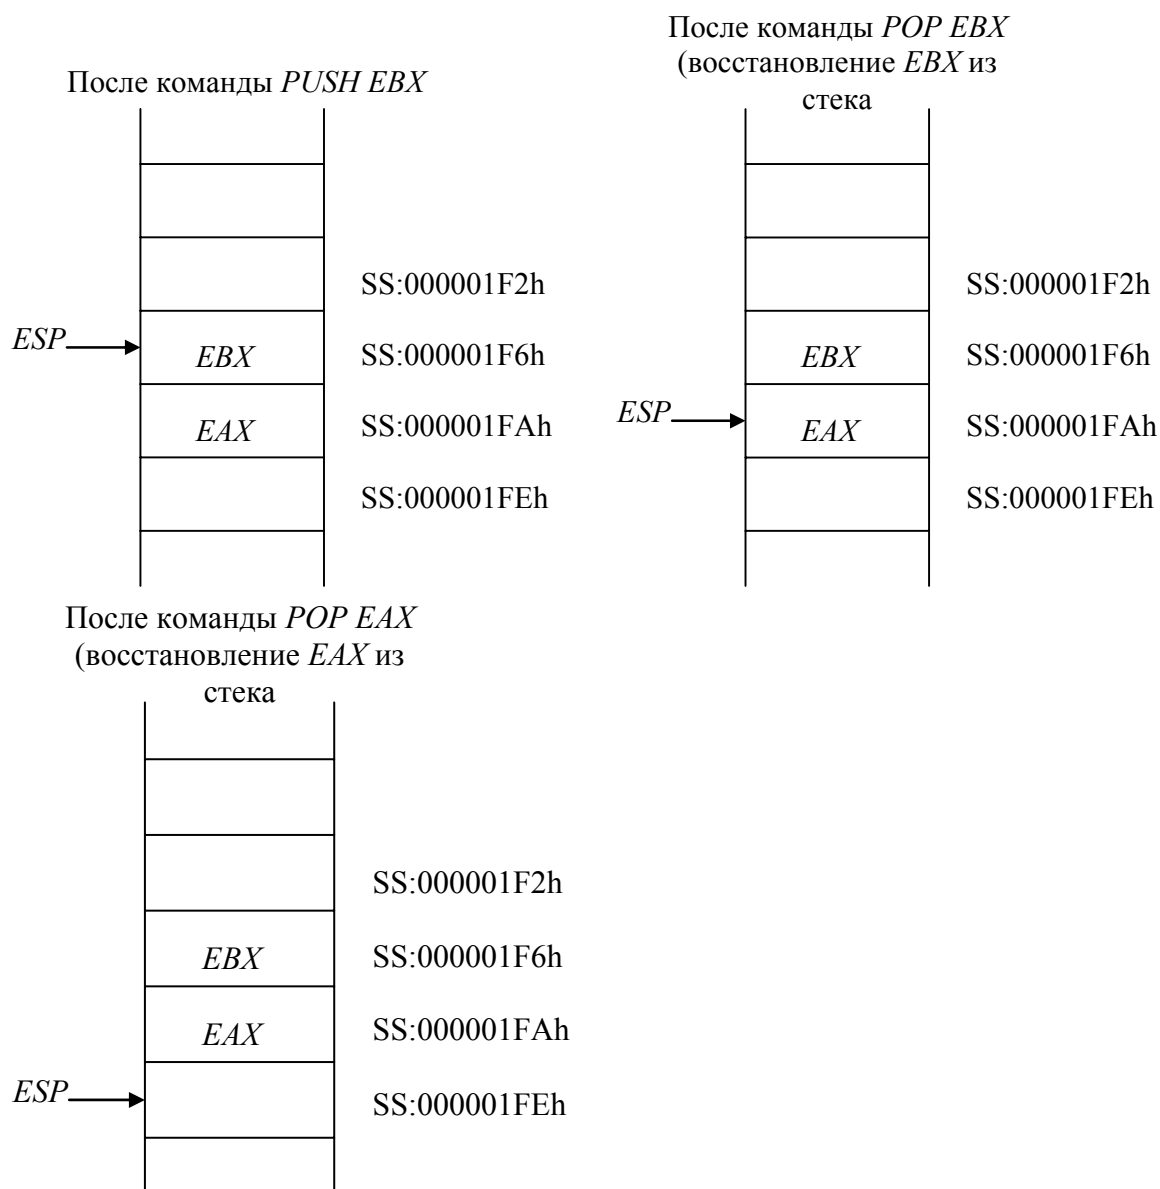 После команды PUSH EBX
SS:000001F2h
ESP
EBX
SS:000001F6h
EAX
SS:000001FAh
SS:000001FEh
После команды POP EBX
(восстановление EBX из
стека
SS:000001F2h
EBX
SS:000001F6h
ESP
EAX
SS:000001FAh
SS:000001FEh
После команды POP EAX
(восстановление EAX из
стека
SS:000001F2h
EBX
SS:000001F6h
EAX
SS:000001FAh
ESP
SS:000001FEh